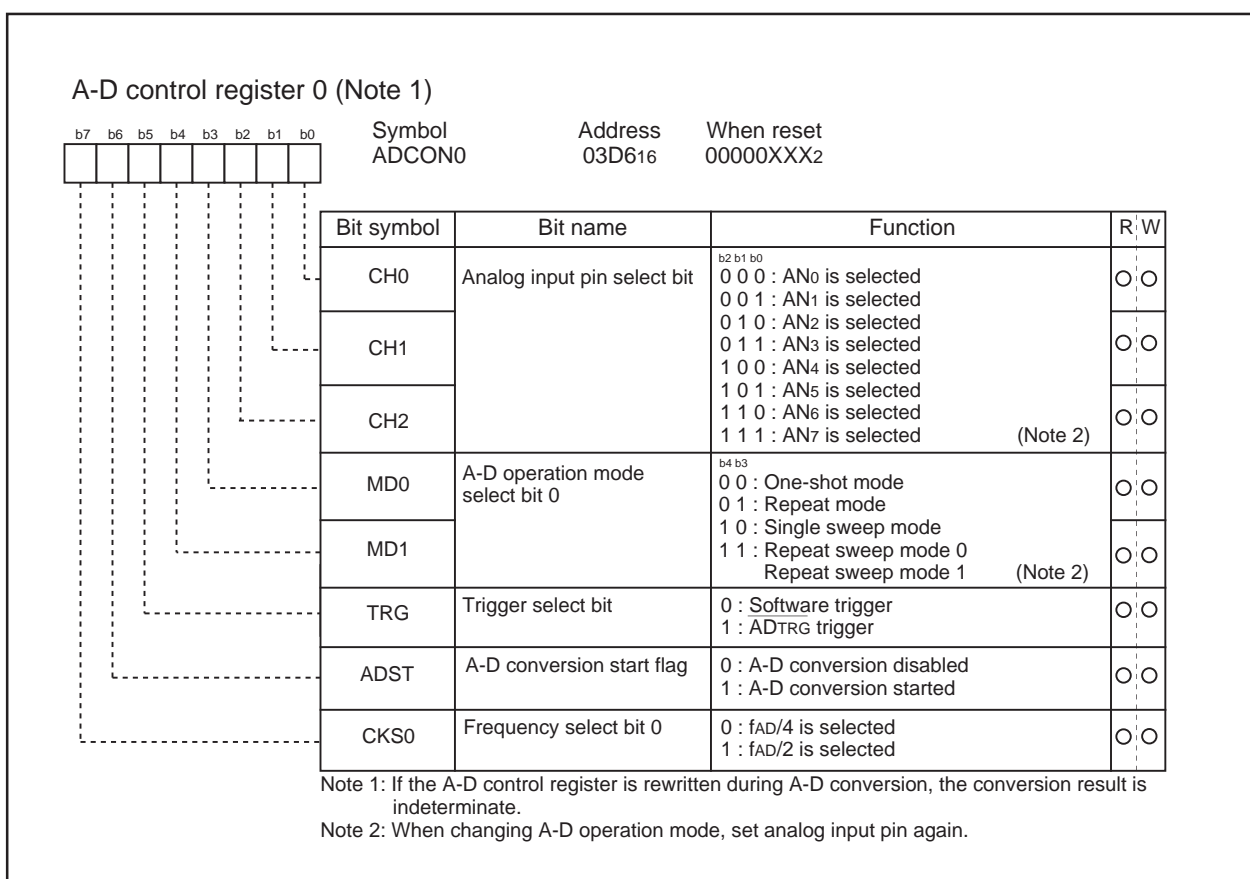 A-D control register 0 (Note 1)
b7 b6 b5 b4 b3 b2 b1 b0
Symbol Address When reset
ADCON0 03D616 00000XXX2
Bit symbol Bit name Function R W
CH0 Analog input pin select bit
b2 b1 b0
0 0 0 : AN0 is selected
0 0 1 : AN1 is selected
0 1 0 : AN2 is selected
CH1
0 1 1 : AN3 is selected
1 0 0 : AN4 is selected
1 0 1 : AN5 is selected
CH2
1 1 0 : AN6 is selected
1 1 1 : AN7 is selected (Note 2)
MD0 A-D operation mode
select bit 0
b4 b3
0 0 : One-shot mode
0 1 : Repeat mode
1 0 : Single sweep mode
MD1
1 1 : Repeat sweep mode 0
Repeat sweep mode 1 (Note 2)
TRG Trigger select bit
0 : Software trigger
1 : ADTRG trigger
ADST A-D conversion start flag
0 : A-D conversion disabled
1 : A-D conversion started
CKS0 Frequency select bit 0
0 : fAD/4 is selected
1 : fAD/2 is selected
Note 1: If the A-D control register is rewritten during A-D conversion, the conversion result is
indeterminate.
Note 2: When changing A-D operation mode, set analog input pin again.